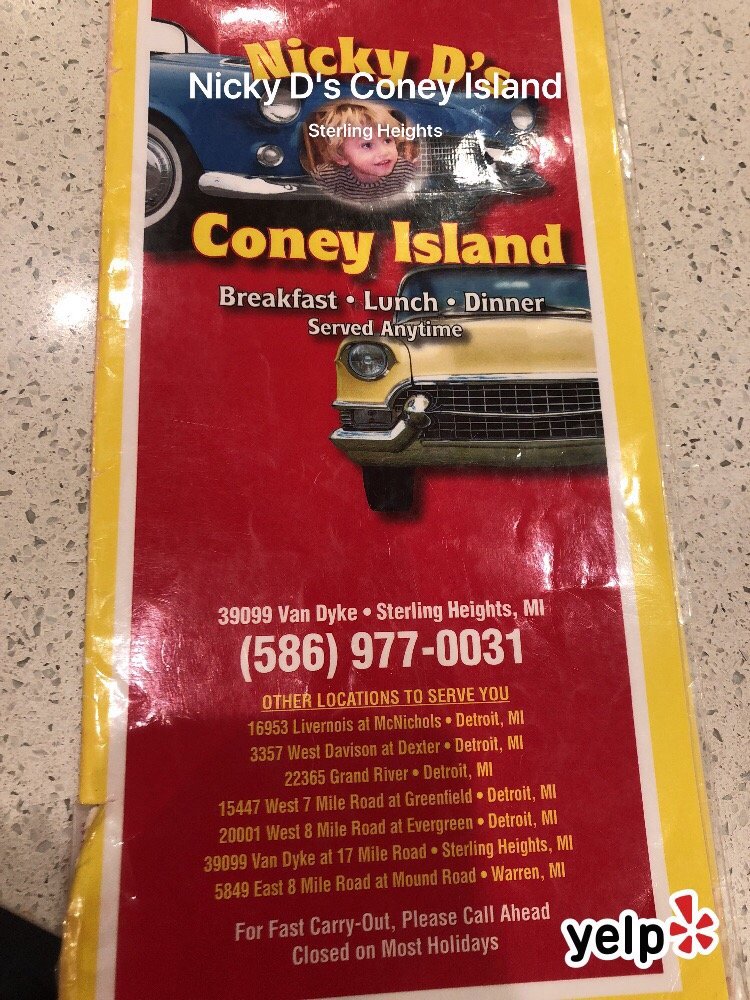 Nicky D's
Nicky D's Coney Island
Sterling Heights
Coney Island
Breakfast • Lunch • Dinner
Served Anytime
39099 Van Dyke • Sterling Heights, MI
(586) 977-0031
OTHER LOCATIONS TO SERVE YOU
16953 Livernois at McNichols • Detroit, MI
3357 West Davison at Dexter • Detroit, MI
22365 Grand River • Detroit, MI
15447 West 7 Mile Road at Greenfield • Detroit, MI
20001 West 8 Mile Road at Evergreen • Detroit, MI
39099 Van Dyke at 17 Mile Road • Sterling Heights, MI
5849 East 8 Mile Road at Mound Road • Warren, MI
For Fast Carry-Out, Please Call Ahead
Closed on Most Holidays
yelp